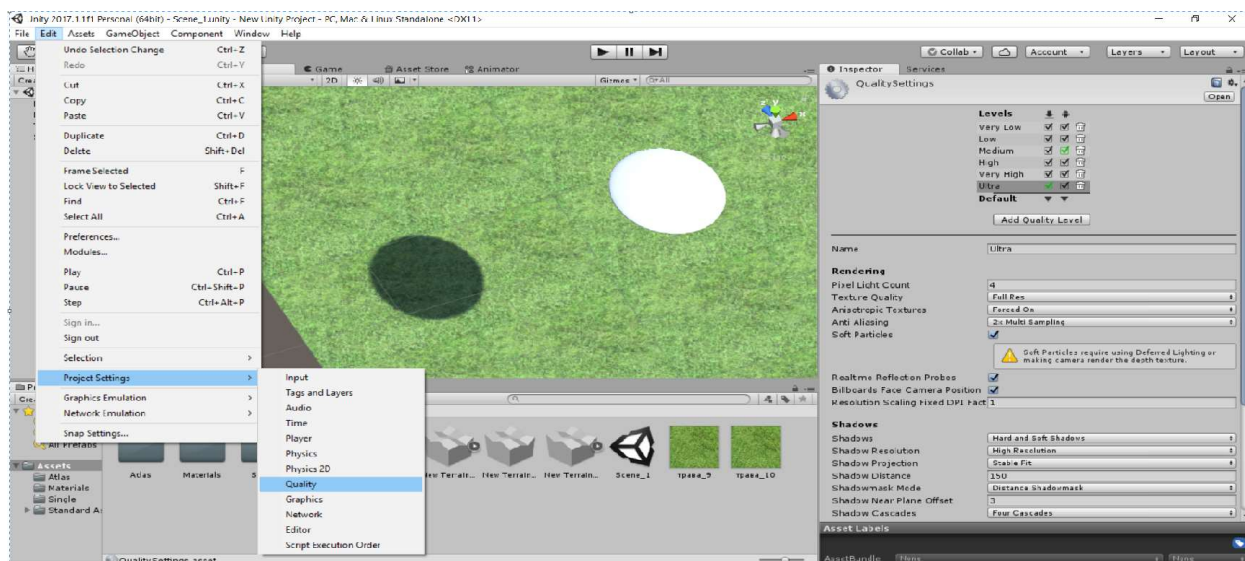 Unity 2017.1.1f1 Personal (64bit) - Scene_1.unity - New Unity Project - PC, Mac & Linux Standalone <DX11>
File Edit Assets GameObject Component Window Help
Undo Selection Change Ctrl+Z
Redo Ctrl+Y
Cut Ctrl+X
Copy Ctrl+C
Paste Ctrl+V
Duplicate Ctrl+D
Delete Shift+Del
Frame Selected F
Lock View to Selected Shift+F
Find Ctrl+F
Select All Ctrl+A
Preferences...
Modules...
Play Ctrl+P
Pause Ctrl+Shift+P
Step Ctrl+Alt+P
Sign in...
Sign out
Selection
Project Settings
Graphics Emulation
Network Emulation
Snap Settings...
Input
Tags and Layers
Audio
Time
Player
Physics
Physics 2D
Quality
Graphics
Network
Editor
Script Execution Order
Game Asset Store Animator
2D Gizmos All
Collab Account Layers Layout
Inspector Services
QualitySettings
Open
Levels
Very Low
Low
Medium
High
Very High
Ultra
Default
Add Quality Level
Name Ultra
Rendering
Pixel Light Count 4
Texture Quality Full Res
Anisotropic Textures Forced On
Anti Aliasing 2x Multi Sampling
Soft Particles
Soft Particles require using Deferred Lighting or
making camera render the depth texture.
Realtime Reflection Probes
Billboards Face Camera Position
Resolution Scaling Fixed DPI Fact 1
Shadows
Shadows Hard and Soft Shadows
Shadow Resolution High Resolution
Shadow Projection Stable Fit
Shadow Distance 150
Shadowmask Mode Distance Shadowmask
Shadow Near Plane Offset 3
Shadow Cascades Four Cascades
Asset Labels
AssetBundle None None
All Prefabs
Assets
Atlas
Materials
Single
Standard As
Atlas Materials S
New Terrain... New Terrain... New Terrain... Scene_1 трава_9 трава_10
QualitySettings.asset